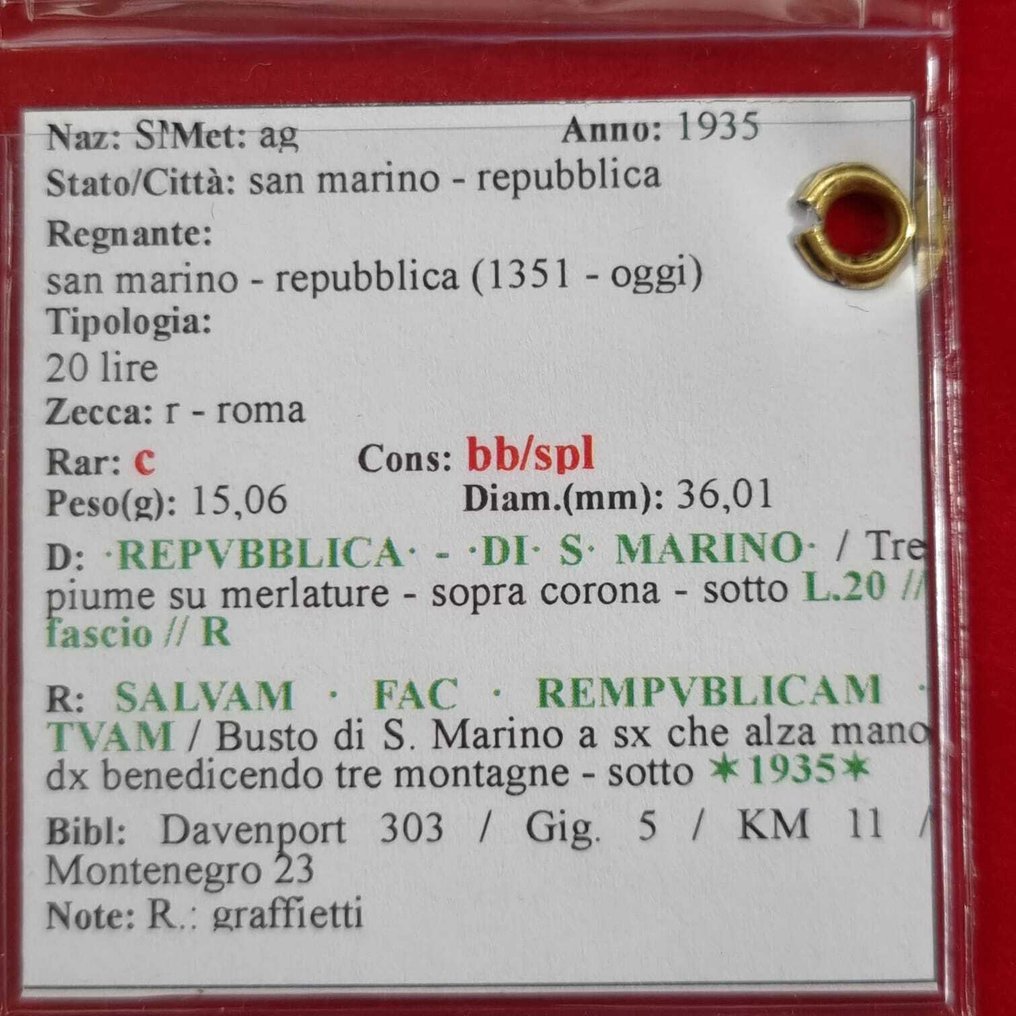 Naz: SMMet: ag Anno: 1935
Stato/Città: san marino - repubblica
Regnante:
san marino - repubblica (1351 - oggi)
Tipologia:
20 lire
Zecca: r - roma
Rar: c Cons: bb/spl
Peso(g): 15,06 Diam.(mm): 36,01
D: ·REPVBBLICA· - ·DI· S· MARINO· / Tre
piume su merlature - sopra corona - sotto L.20 //
fascio // R
R: SALVAM · FAC · REMPVBLICAM ·
TVAM / Busto di S. Marino a sx che alza mano
dx benedicendo tre montagne - sotto ✶1935✶
Bibl: Davenport 303 / Gig. 5 / KM 11 /
Montenegro 23
Note: R.: graffietti